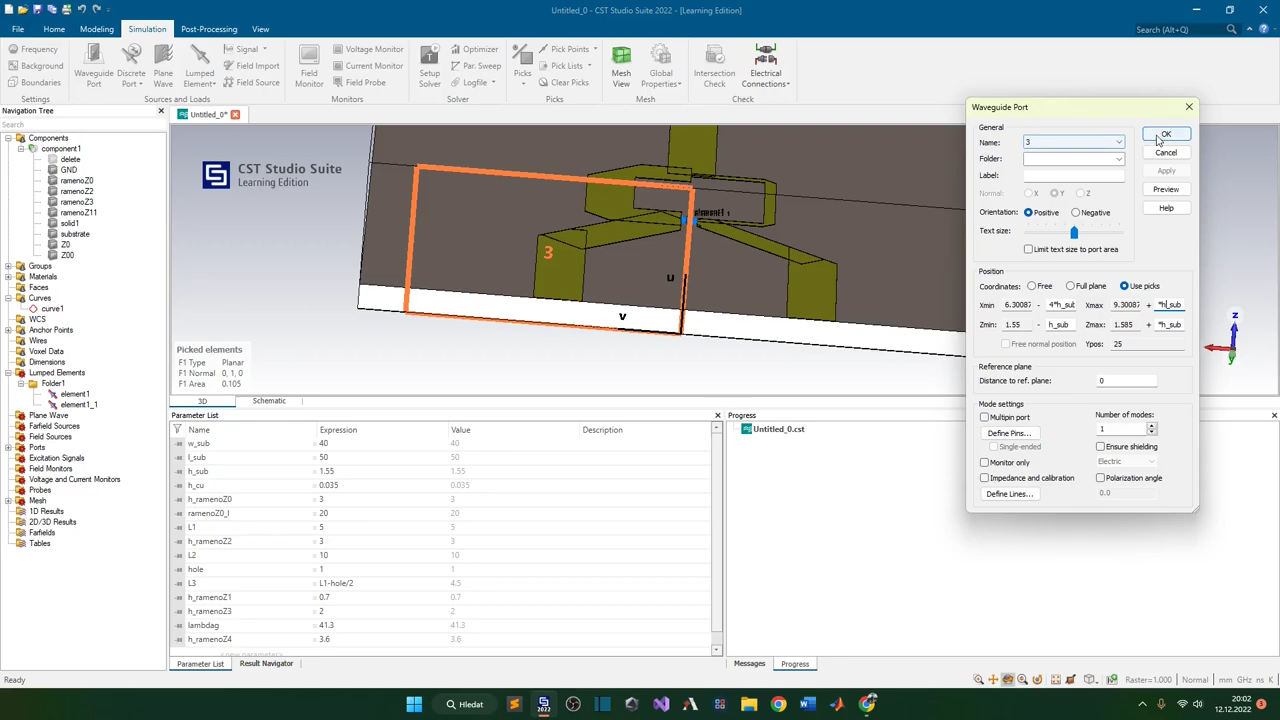 Untitled_0 - CST Studio Suite 2022 - [Learning Edition]
File Home Modeling Simulation Post-Processing View
Search (Alt+Q)
Frequency
Background
Boundaries
Settings
Waveguide Port
Discrete Port
Plane Wave
Lumped Element
Signal
Field Import
Field Source
Sources and Loads
Field Monitor
Voltage Monitor
Current Monitor
Field Probe
Monitors
Setup Solver
Optimizer
Par. Sweep
Logfile
Solver
Picks
Pick Points
Pick Lists
Clear Picks
Picks
Mesh View
Global Properties
Mesh
Intersection Check
Electrical Connections
Check
Navigation Tree
Search
Components
component1
delete
GND
ramenoZ0
ramenoZ2
ramenoZ3
ramenoZ11
solid1
substrate
Z0
Z00
Groups
Materials
Faces
Curves
curve1
WCS
Anchor Points
Wires
Voxel Data
Dimensions
Lumped Elements
Folder1
element1
element1_1
Plane Wave
Farfield Sources
Field Sources
Ports
Excitation Signals
Field Monitors
Voltage and Current Monitors
Probes
Mesh
1D Results
2D/3D Results
Farfields
Tables
Untitled_0*
CST Studio Suite
Learning Edition
3
u
v
z
Picked elements
F1 Type Planar
F1 Normal 0, 1, 0
F1 Area 0.105
3D Schematic
Parameter List
Name Expression Value Description
w_sub = 40 40
l_sub = 50 50
h_sub = 1.55 1.55
h_cu = 0.035 0.035
h_ramenoZ0 = 3 3
ramenoZ0_l = 20 20
L1 = 5 5
h_ramenoZ2 = 3 3
L2 = 10 10
hole = 1 1
L3 = L1-hole/2 4.5
h_ramenoZ1 = 0.7 0.7
h_ramenoZ3 = 2 2
lambdag = 41.3 41.3
h_ramenoZ4 = 3.6 3.6
<new parameter>
Parameter List Result Navigator
Progress
Untitled_0.cst
Messages Progress
Waveguide Port
General
Name: 3
Folder:
Label:
Normal: X Y Z
Orientation: Positive Negative
Text size:
Limit text size to port area
OK
Cancel
Apply
Preview
Help
Position
Coordinates: Free Full plane Use picks
Xmin 6.30087 - 4*h_sub Xmax 9.30087 + *h_sub
Zmin: 1.55 - h_sub Zmax: 1.585 + *h_sub
Free normal position Ypos: 25
Reference plane
Distance to ref. plane: 0
Mode settings
Multipin port
Define Pins...
Single-ended
Monitor only
Impedance and calibration
Define Lines...
Number of modes:
1
Ensure shielding
Electric
Polarization angle
0.0
Ready
Raster=1.000 Normal MHz ns K
Hledat
20:02
12.12.2022